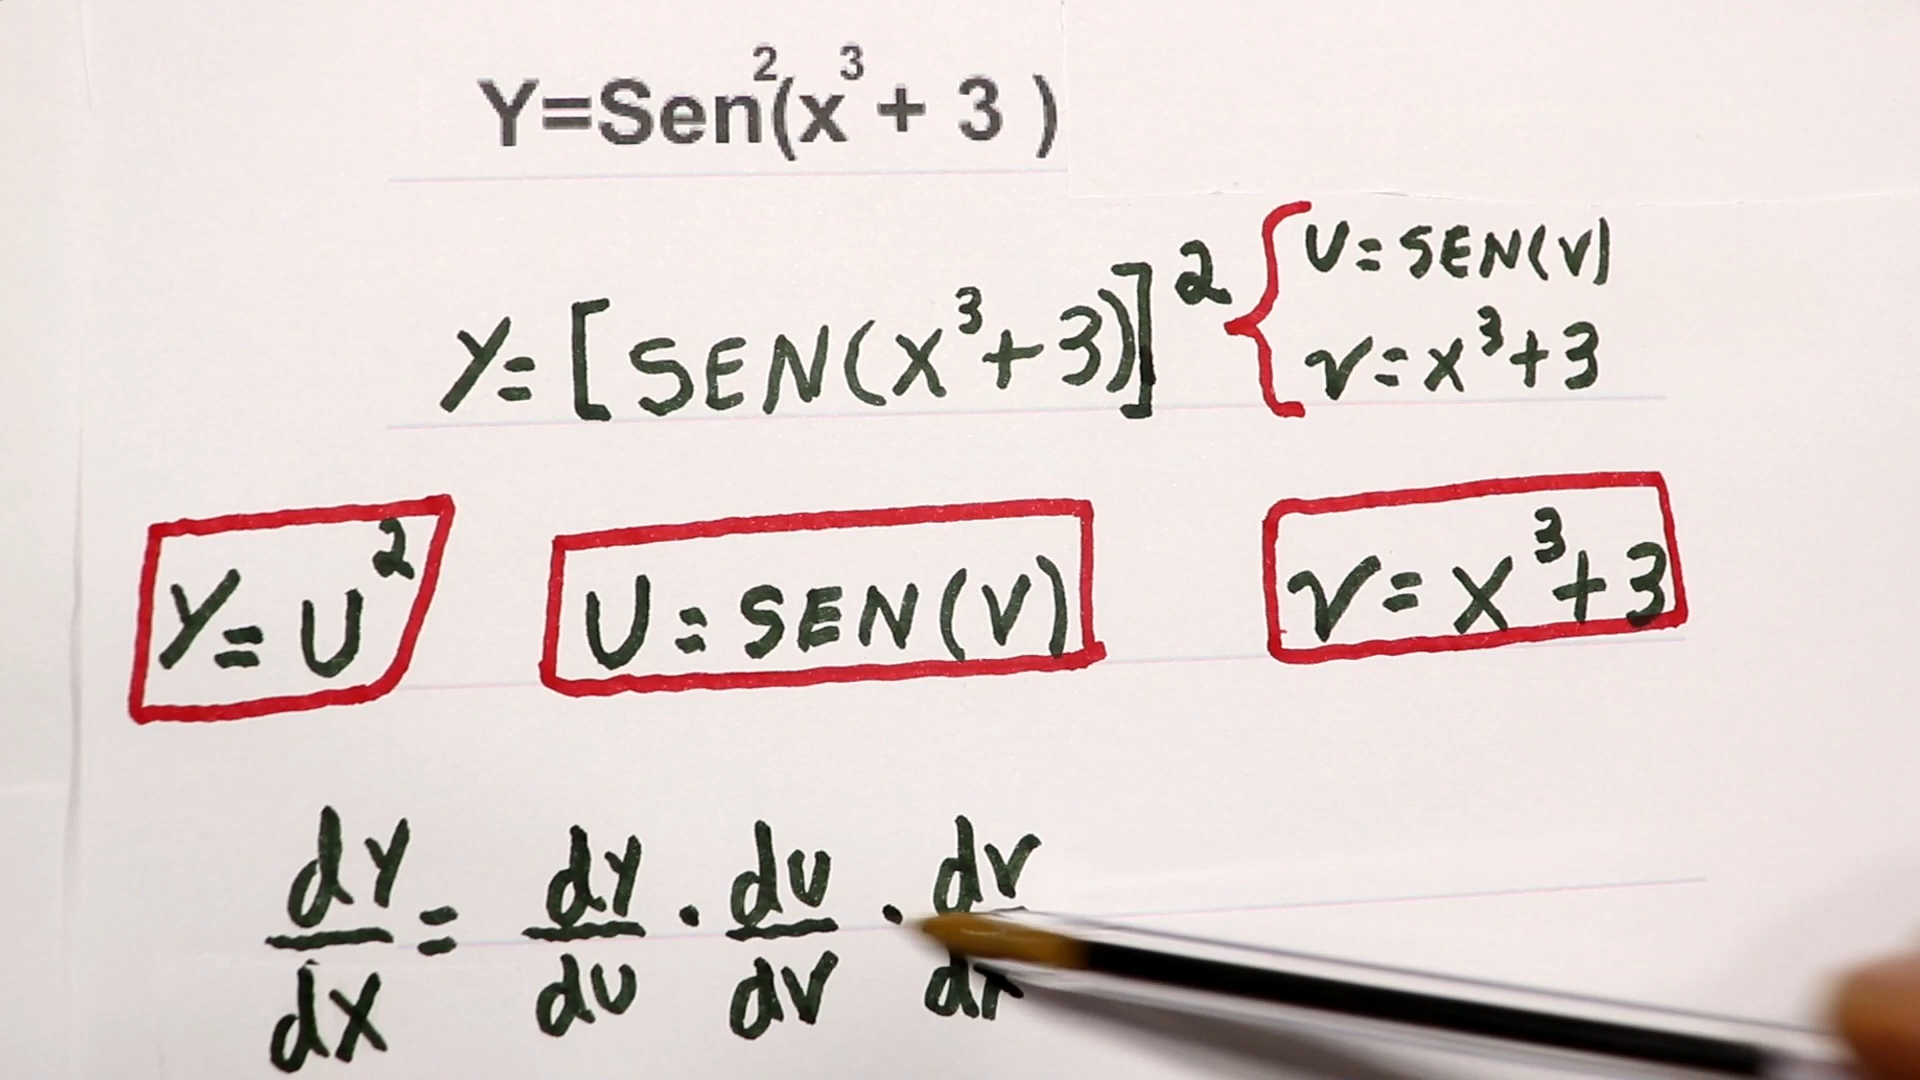 Y=Sen²(x³ + 3 )
Y= [SEN(X³+3)]² { U=SEN(V)
V=X³+3
Y=U²
U=SEN(V)
V=X³+3
dY/dX = dY/dU · dU/dV · dV